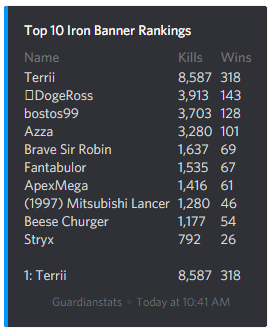 Top 10 Iron Banner Rankings
Name Kills Wins
Terrii 8,587 318
▯DogeRoss 3,913 143
bostos99 3,703 128
Azza 3,280 101
Brave Sir Robin 1,637 69
Fantabulor 1,535 67
ApexMega 1,416 61
(1997) Mitsubishi Lancer 1,280 46
Beese Churger 1,177 54
Stryx 792 26
1: Terrii 8,587 318
Guardianstats • Today at 10:41 AM